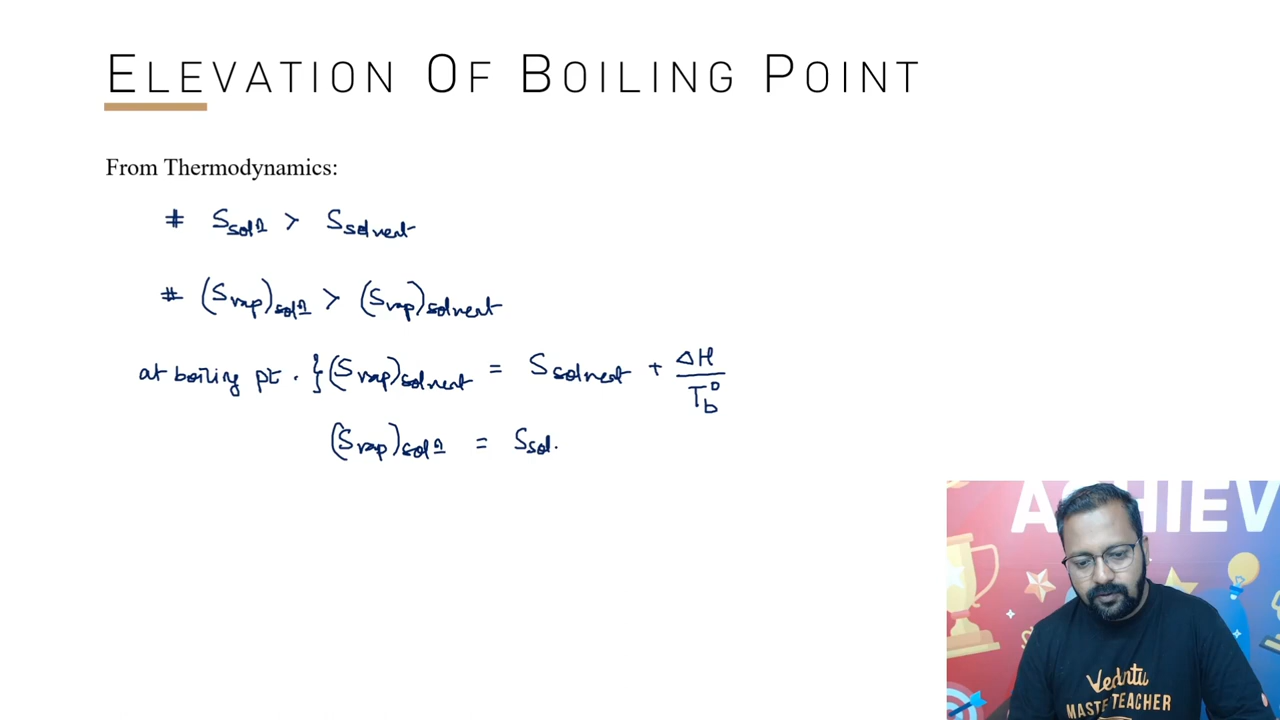 ELEVATION OF BOILING POINT
From Thermodynamics:
# S_solⁿ > S_solvent
# (S_vap)_solⁿ > (S_vap)_solvent
at boiling pt. } (S_vap)_solvent = S_solvent + ΔH / T_b°
(S_vap)_solⁿ = S_sol.
ACHIEV
Vedntu
MASTER TEACHER